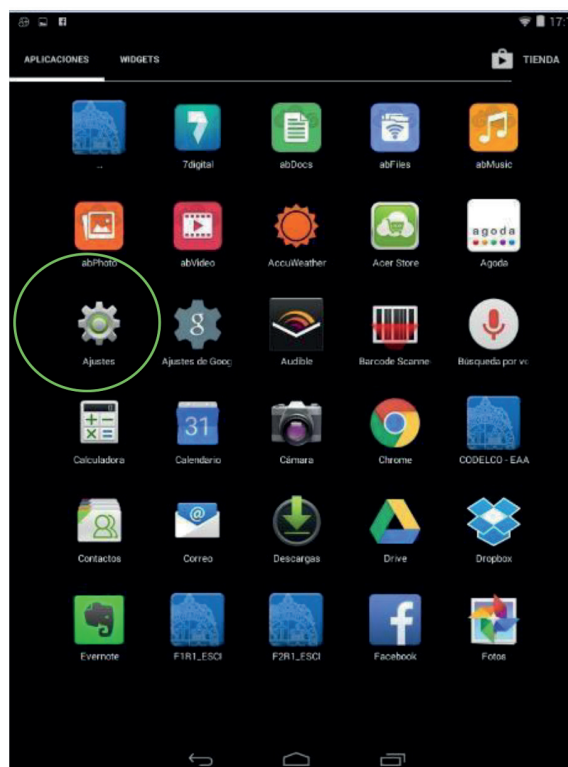 17:
APLICACIONES WIDGETS TIENDA
... 7digital abDocs abFiles abMusic
agoda
abPhoto abVideo AccuWeather Acer Store Agoda
g
Ajustes Ajustes de Goog Audible Barcode Scanne Búsqueda por vo
31
Calculadora Calendario Cámara Chrome CODELCO - EAA
@
Contactos Correo Descargas Drive Dropbox
f
Evernote F1R1_ESCI F2R1_ESCI Facebook Fotos